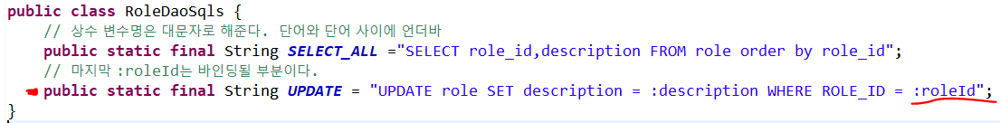 public class RoleDaoSqls {
// 상수 변수명은 대문자로 해준다. 단어와 단어 사이에 언더바
public static final String SELECT_ALL ="SELECT role_id,description FROM role order by role_id";
// 마지막 :roleId는 바인딩될 부분이다.
public static final String UPDATE = "UPDATE role SET description = :description WHERE ROLE_ID = :roleId";
}